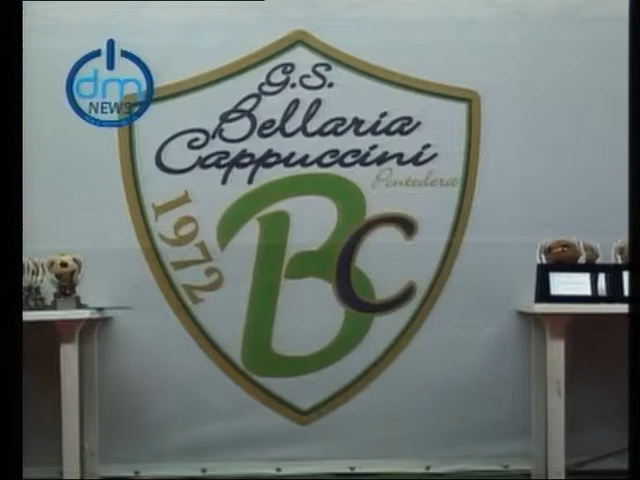 dm
NEWS
G.S.
Bellaria
Cappuccini
Pontedera
1972
BC